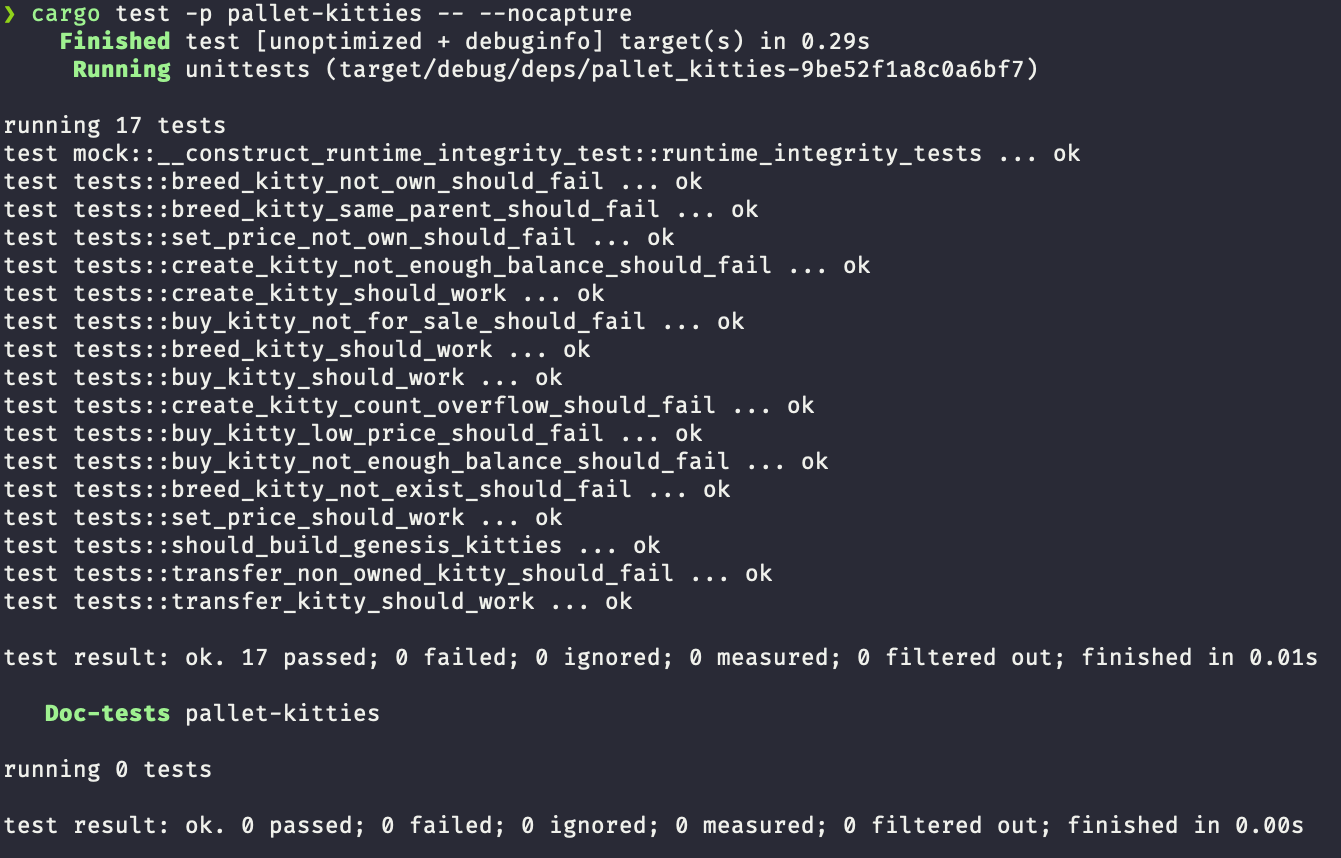 ❯ cargo test -p pallet-kitties -- --nocapture
Finished test [unoptimized + debuginfo] target(s) in 0.29s
Running unittests (target/debug/deps/pallet_kitties-9be52f1a8c0a6bf7)
running 17 tests
test mock::__construct_runtime_integrity_test::runtime_integrity_tests ... ok
test tests::breed_kitty_not_own_should_fail ... ok
test tests::breed_kitty_same_parent_should_fail ... ok
test tests::set_price_not_own_should_fail ... ok
test tests::create_kitty_not_enough_balance_should_fail ... ok
test tests::create_kitty_should_work ... ok
test tests::buy_kitty_not_for_sale_should_fail ... ok
test tests::breed_kitty_should_work ... ok
test tests::buy_kitty_should_work ... ok
test tests::create_kitty_count_overflow_should_fail ... ok
test tests::buy_kitty_low_price_should_fail ... ok
test tests::buy_kitty_not_enough_balance_should_fail ... ok
test tests::breed_kitty_not_exist_should_fail ... ok
test tests::set_price_should_work ... ok
test tests::should_build_genesis_kitties ... ok
test tests::transfer_non_owned_kitty_should_fail ... ok
test tests::transfer_kitty_should_work ... ok
test result: ok. 17 passed; 0 failed; 0 ignored; 0 measured; 0 filtered out; finished in 0.01s
Doc-tests pallet-kitties
running 0 tests
test result: ok. 0 passed; 0 failed; 0 ignored; 0 measured; 0 filtered out; finished in 0.00s